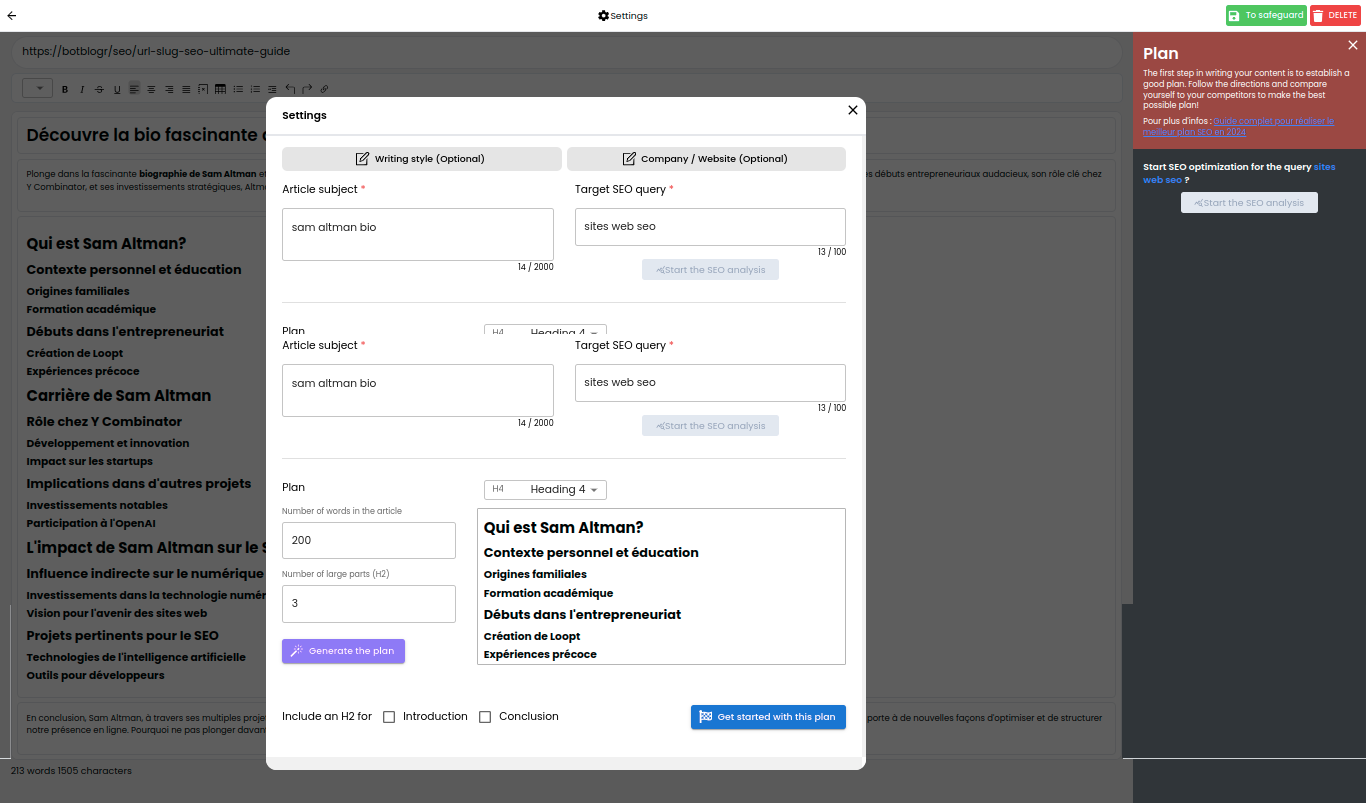 Settings
To safeguard
DELETE
https://botblogr/seo/url-slug-seo-ultimate-guide
B I S U
Découvre la bio fascinante
Plonge dans la fascinante biographie de Sam Altman
s débuts entrepreneuriaux audacieux, son rôle clé chez
Y Combinator, et ses investissements stratégiques,
Qui est Sam Altman?
Contexte personnel et éducation
Origines familiales
Formation académique
Débuts dans l'entrepreneuriat
Création de Loopt
Expériences précoce
Carrière de Sam Altman
Rôle chez Y Combinator
Développement et innovation
Impact sur les startups
Implications dans d'autres projets
Investissements notables
Participation à l'OpenAI
L'impact de Sam Altman sur le
Influence indirecte sur le numérique
Investissements dans la technologie
Vision pour l'avenir des sites web
Projets pertinents pour le SEO
Technologies de l'intelligence artificielle
Outils pour développeurs
En conclusion, Sam Altman, à travers ses multiples
porte à de nouvelles façons d'optimiser et de structurer
notre présence en ligne. Pourquoi ne pas plonger
213 words 1505 characters
Settings
Writing style (Optional)
Company / Website (Optional)
Article subject *
Target SEO query *
sam altman bio
sites web seo
14 / 2000
13 / 100
Start the SEO analysis
Plan
H4 Heading 4
Article subject *
Target SEO query *
sam altman bio
sites web seo
14 / 2000
13 / 100
Start the SEO analysis
Plan
H4 Heading 4
Number of words in the article
200
Number of large parts (H2)
3
Generate the plan
Qui est Sam Altman?
Contexte personnel et éducation
Origines familiales
Formation académique
Débuts dans l'entrepreneuriat
Création de Loopt
Expériences précoce
Include an H2 for
Introduction
Conclusion
Get started with this plan
Plan
The first step in writing your content is to establish a
good plan. Follow the directions and compare
yourself to your competitors to make the best
possible plan!
Pour plus d'infos : Guide complet pour réaliser le
meilleur plan SEO en 2024
Start SEO optimization for the query sites
web seo ?
Start the SEO analysis